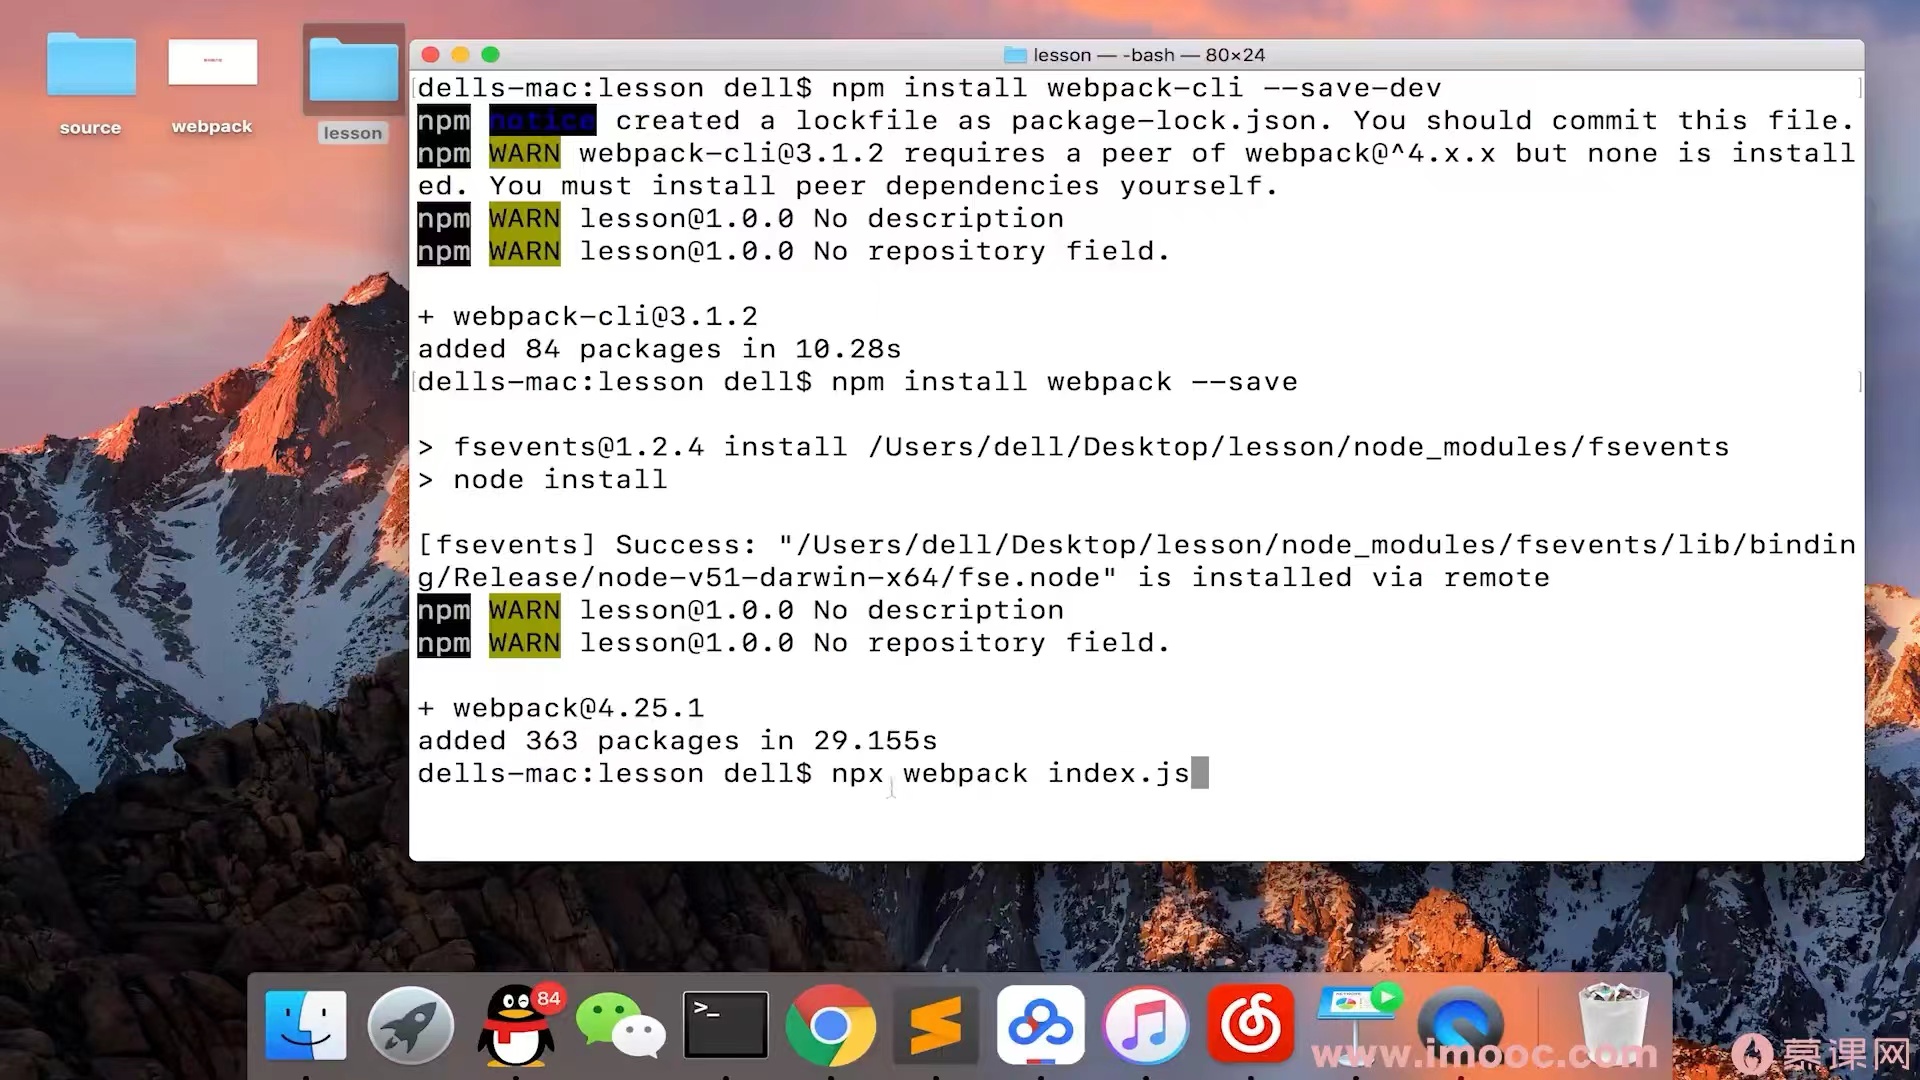 source
webpack
lesson
lesson — -bash — 80×24
dells-mac:lesson dell$ npm install webpack-cli --save-dev
npm notice created a lockfile as package-lock.json. You should commit this file.
npm WARN webpack-cli@3.1.2 requires a peer of webpack@^4.x.x but none is install
ed. You must install peer dependencies yourself.
npm WARN lesson@1.0.0 No description
npm WARN lesson@1.0.0 No repository field.
+ webpack-cli@3.1.2
added 84 packages in 10.28s
dells-mac:lesson dell$ npm install webpack --save
> fsevents@1.2.4 install /Users/dell/Desktop/lesson/node_modules/fsevents
> node install
[fsevents] Success: "/Users/dell/Desktop/lesson/node_modules/fsevents/lib/bindin
g/Release/node-v51-darwin-x64/fse.node" is installed via remote
npm WARN lesson@1.0.0 No description
npm WARN lesson@1.0.0 No repository field.
+ webpack@4.25.1
added 363 packages in 29.155s
dells-mac:lesson dell$ npx webpack index.js
84
www.imooc.com
慕课网